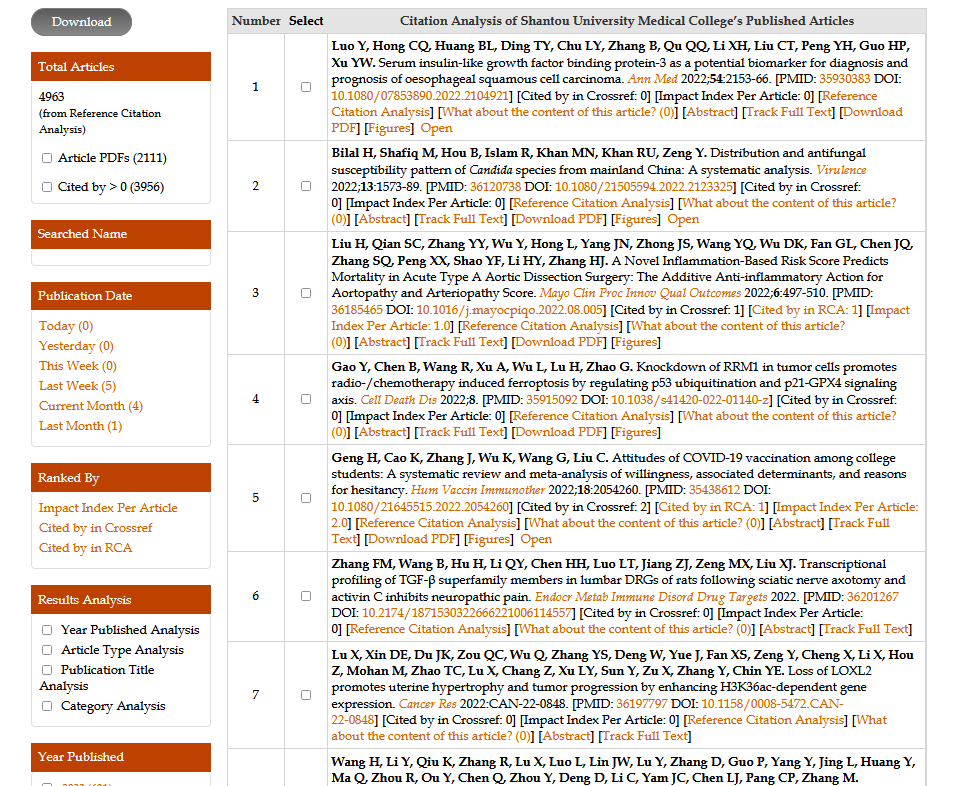 Download
Total Articles
4963
(from Reference Citation
Analysis)
Article PDFs (2111)
Cited by > 0 (3956)
Searched Name
Publication Date
Today (0)
Yesterday (0)
This Week (0)
Last Week (5)
Current Month (4)
Last Month (1)
Ranked By
Impact Index Per Article
Cited by in Crossref
Cited by in RCA
Results Analysis
Year Published Analysis
Article Type Analysis
Publication Title
Analysis
Category Analysis
Year Published
Number Select Citation Analysis of Shantou University Medical College's Published Articles
1
Luo Y, Hong CQ, Huang BL, Ding TY, Chu LY, Zhang B, Qu QQ, Li XH, Liu CT, Peng YH, Guo HP,
Xu YW. Serum insulin-like growth factor binding protein-3 as a potential biomarker for diagnosis and
prognosis of oesophageal squamous cell carcinoma. Ann Med 2022;54:2153-66. [PMID: 35930383 DOI:
10.1080/07853890.2022.2104921] [Cited by in Crossref: 0] [Impact Index Per Article: 0] [Reference
Citation Analysis] [What about the content of this article? (0)] [Abstract] [Track Full Text] [Download
PDF] [Figures] Open
2
Bilal H, Shafiq M, Hou B, Islam R, Khan MN, Khan RU, Zeng Y. Distribution and antifungal
susceptibility pattern of Candida species from mainland China: A systematic analysis. Virulence
2022;13:1573-89. [PMID: 36120738 DOI: 10.1080/21505594.2022.2123325] [Cited by in Crossref:
0] [Impact Index Per Article: 0] [Reference Citation Analysis] [What about the content of this article?
(0)] [Abstract] [Track Full Text] [Download PDF] [Figures] Open
3
Liu H, Qian SC, Zhang YY, Wu Y, Hong L, Yang JN, Zhong JS, Wang YQ, Wu DK, Fan GL, Chen JQ,
Zhang SQ, Peng XX, Shao YF, Li HY, Zhang HJ. A Novel Inflammation-Based Risk Score Predicts
Mortality in Acute Type A Aortic Dissection Surgery: The Additive Anti-inflammatory Action for
Aortopathy and Arteriopathy Score. Mayo Clin Proc Innov Qual Outcomes 2022;6:497-510. [PMID:
36185465 DOI: 10.1016/j.mayocpiqo.2022.08.005] [Cited by in Crossref: 1] [Cited by in RCA: 1] [Impact
Index Per Article: 1.0] [Reference Citation Analysis] [What about the content of this article?
(0)] [Abstract] [Track Full Text] [Download PDF] [Figures]
4
Gao Y, Chen B, Wang R, Xu A, Wu L, Lu H, Zhao G. Knockdown of RRM1 in tumor cells promotes
radio-/chemotherapy induced ferroptosis by regulating p53 ubiquitination and p21-GPX4 signaling
axis. Cell Death Dis 2022;8. [PMID: 35915092 DOI: 10.1038/s41420-022-01140-z] [Cited by in Crossref:
0] [Impact Index Per Article: 0] [Reference Citation Analysis] [What about the content of this article?
(0)] [Abstract] [Track Full Text] [Download PDF] [Figures]
5
Geng H, Cao K, Zhang J, Wu K, Wang G, Liu C. Attitudes of COVID-19 vaccination among college
students: A systematic review and meta-analysis of willingness, associated determinants, and reasons
for hesitancy. Hum Vaccin Immunother 2022;18:2054260. [PMID: 35438612 DOI:
10.1080/21645515.2022.2054260] [Cited by in Crossref: 2] [Cited by in RCA: 1] [Impact Index Per Article:
2.0] [Reference Citation Analysis] [What about the content of this article? (0)] [Abstract] [Track Full
Text] [Download PDF] [Figures] Open
6
Zhang FM, Wang B, Hu H, Li QY, Chen HH, Luo LT, Jiang ZJ, Zeng MX, Liu XJ. Transcriptional
profiling of TGF-β superfamily members in lumbar DRGs of rats following sciatic nerve axotomy and
activin C inhibits neuropathic pain. Endocr Metab Immune Disord Drug Targets 2022. [PMID: 36201267
DOI: 10.2174/1871530322666221006114557] [Cited by in Crossref: 0] [Impact Index Per Article:
0] [Reference Citation Analysis] [What about the content of this article? (0)] [Abstract] [Track Full Text]
7
Lu X, Xin DE, Du JK, Zou QC, Wu Q, Zhang YS, Deng W, Yue J, Fan XS, Zeng Y, Cheng X, Li X, Hou
Z, Mohan M, Zhao TC, Lu X, Chang Z, Xu LY, Sun Y, Zu X, Zhang Y, Chin YE. Loss of LOXL2
promotes uterine hypertrophy and tumor progression by enhancing H3K36ac-dependent gene
expression. Cancer Res 2022:CAN-22-0848. [PMID: 36197797 DOI: 10.1158/0008-5472.CAN-
22-0848] [Cited by in Crossref: 0] [Impact Index Per Article: 0] [Reference Citation Analysis] [What
about the content of this article? (0)] [Abstract] [Track Full Text]
Wang H, Li Y, Qiu K, Zhang R, Lu X, Luo L, Lin JW, Lu Y, Zhang D, Guo P, Yang Y, Jing L, Huang Y,
Ma Q, Zhou R, Ou Y, Chen Q, Zhou Y, Deng D, Li C, Yam JC, Chen LJ, Pang CP, Zhang M.